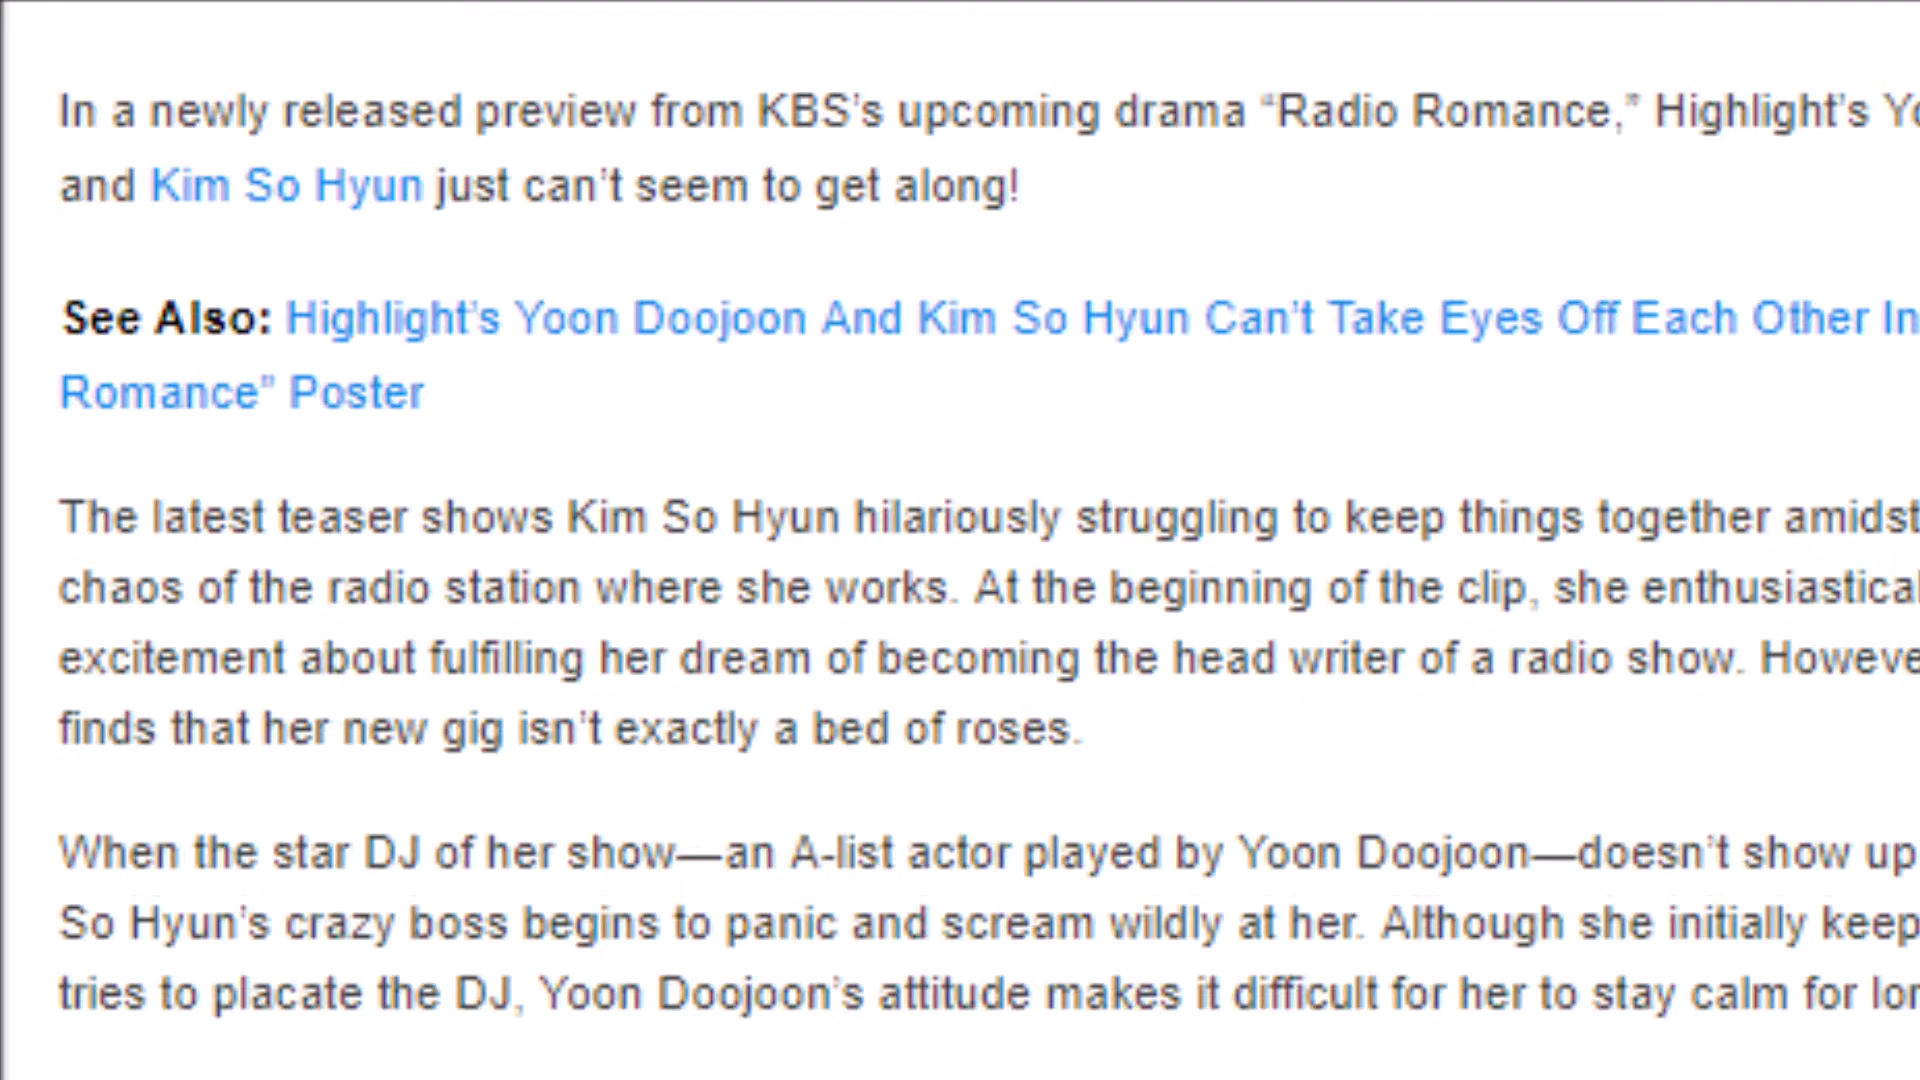 In a newly released preview from KBS’s upcoming drama “Radio Romance,” Highlight’s
and Kim So Hyun just can’t seem to get along!
See Also: Highlight’s Yoon Doojoon And Kim So Hyun Can’t Take Eyes Off Each Other In
Romance” Poster
The latest teaser shows Kim So Hyun hilariously struggling to keep things together amidst
chaos of the radio station where she works. At the beginning of the clip, she
excitement about fulfilling her dream of becoming the head writer of a radio show.
finds that her new gig isn’t exactly a bed of roses.
When the star DJ of her show—an A-list actor played by Yoon Doojoon—doesn’t show up
So Hyun’s crazy boss begins to panic and scream wildly at her. Although she initially
tries to placate the DJ, Yoon Doojoon’s attitude makes it difficult for her to stay calm for